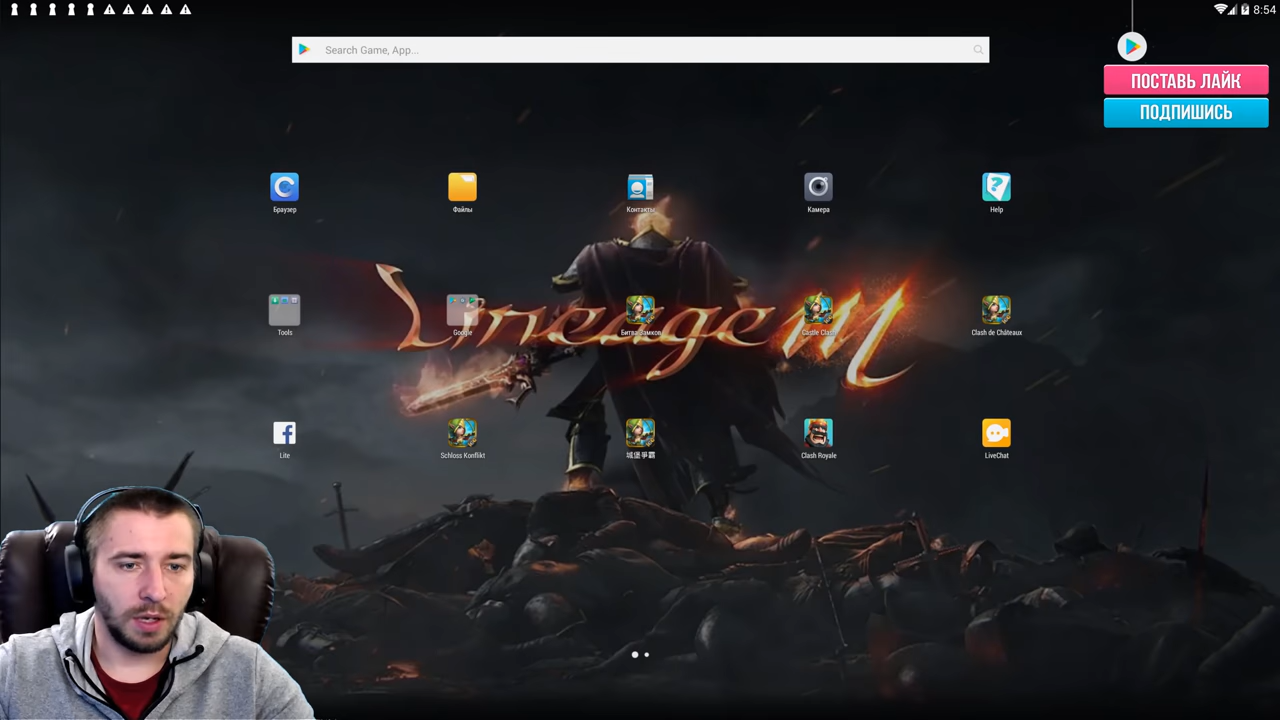 8:54
Search Game, App...
ПОСТАВЬ ЛАЙК
ПОДПИШИСЬ
Браузер
Файлы
Контакты
Камера
Help
Tools
Google
Битва Замков
Castle Clash
Clash de Châteaux
Lineage M
Lite
Schloss Konflikt
城堡爭霸
Clash Royale
LiveChat